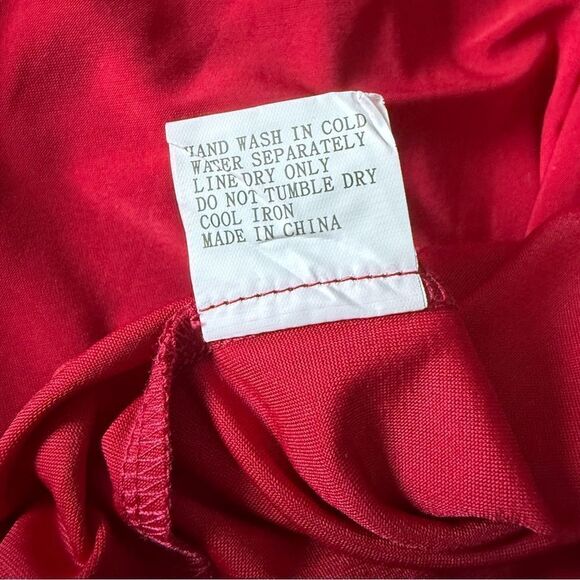 HAND WASH IN COLD
WATER SEPARATELY
LINE DRY ONLY
DO NOT TUMBLE DRY
COOL IRON
MADE IN CHINA